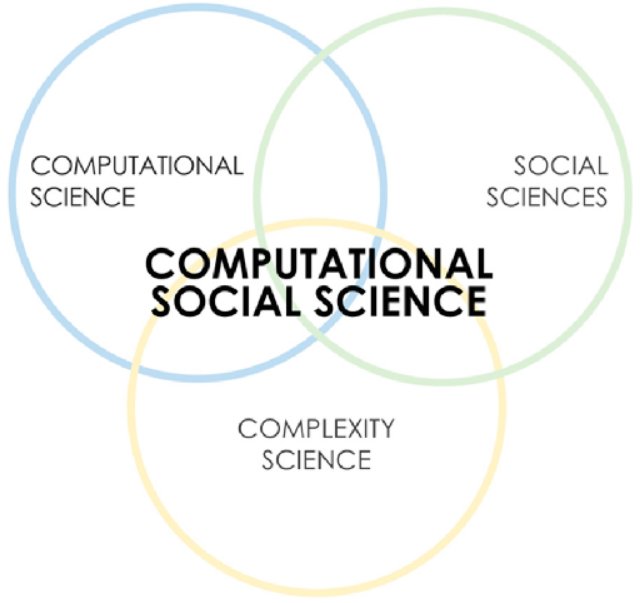 COMPUTATIONAL
SCIENCE
SOCIAL
SCIENCES
COMPUTATIONAL
SOCIAL SCIENCE
COMPLEXITY
SCIENCE